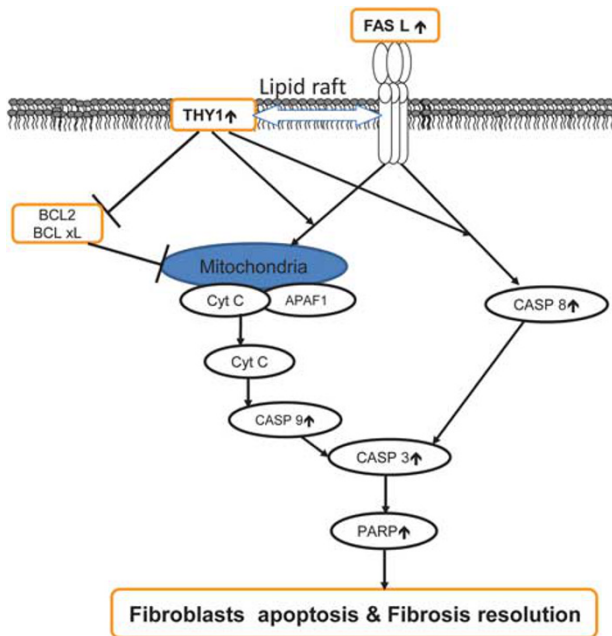 FAS L ↑
Lipid raft
THY1 ↑
BCL2
BCL xL
Mitochondria
Cyt C
APAF1
CASP 8 ↑
Cyt C
CASP 9 ↑
CASP 3 ↑
PARP ↑
Fibroblasts apoptosis & Fibrosis resolution